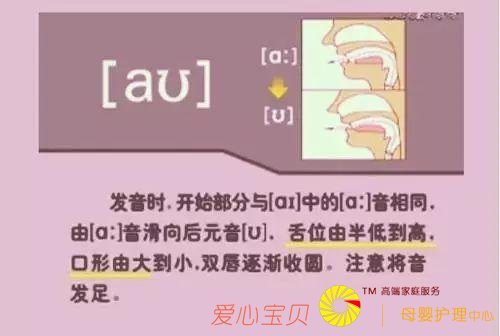 [aʊ]
[ɑː]
[ʊ]
发音时，开始部分与[ɑɪ]中的[ɑː]音相同，
由[ɑː]音滑向后元音[ʊ]，舌位由半低到高，
口形由大到小，双唇逐渐收圆。注意将音
发足。
爱心宝贝
TM 高端家庭服务
母婴护理中心